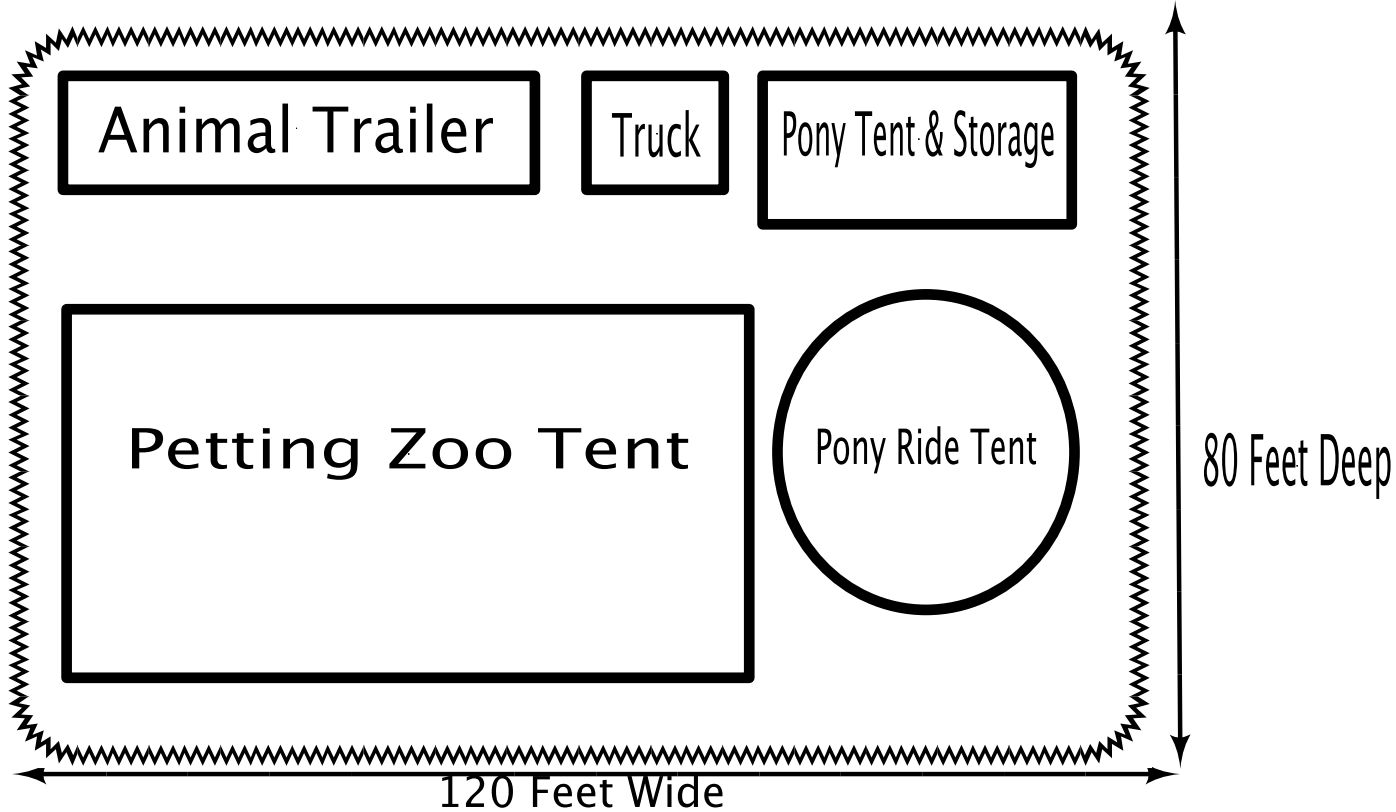 Animal Trailer
Truck
Pony Tent & Storage
Petting Zoo Tent
Pony Ride Tent
80 Feet Deep
120 Feet Wide